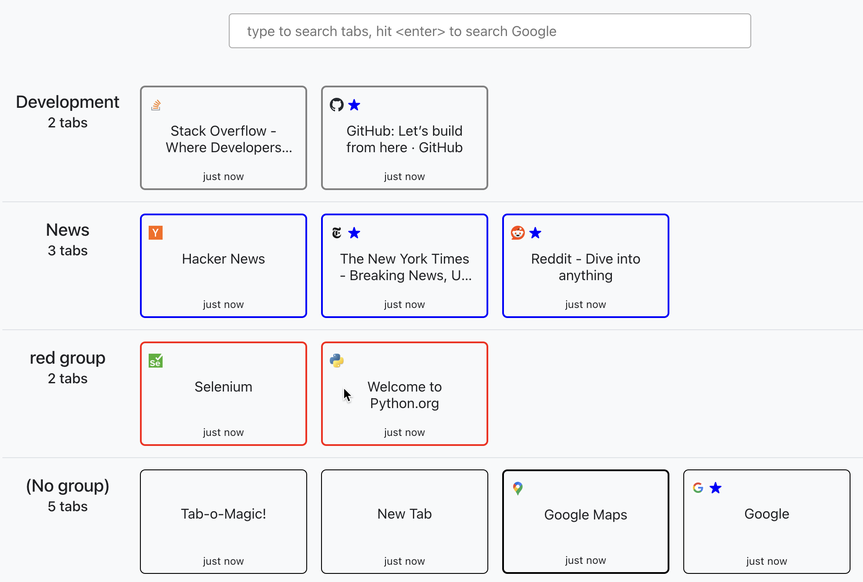 type to search tabs, hit <enter> to search Google
Development
2 tabs
Stack Overflow -
Where Developers...
just now
GitHub: Let’s build
from here · GitHub
just now
News
3 tabs
Y
Hacker News
just now
The New York Times
- Breaking News, U...
just now
Reddit - Dive into
anything
just now
red group
2 tabs
Se
Selenium
just now
Welcome to
Python.org
just now
(No group)
5 tabs
Tab-o-Magic!
just now
New Tab
just now
Google Maps
just now
G
Google
just now